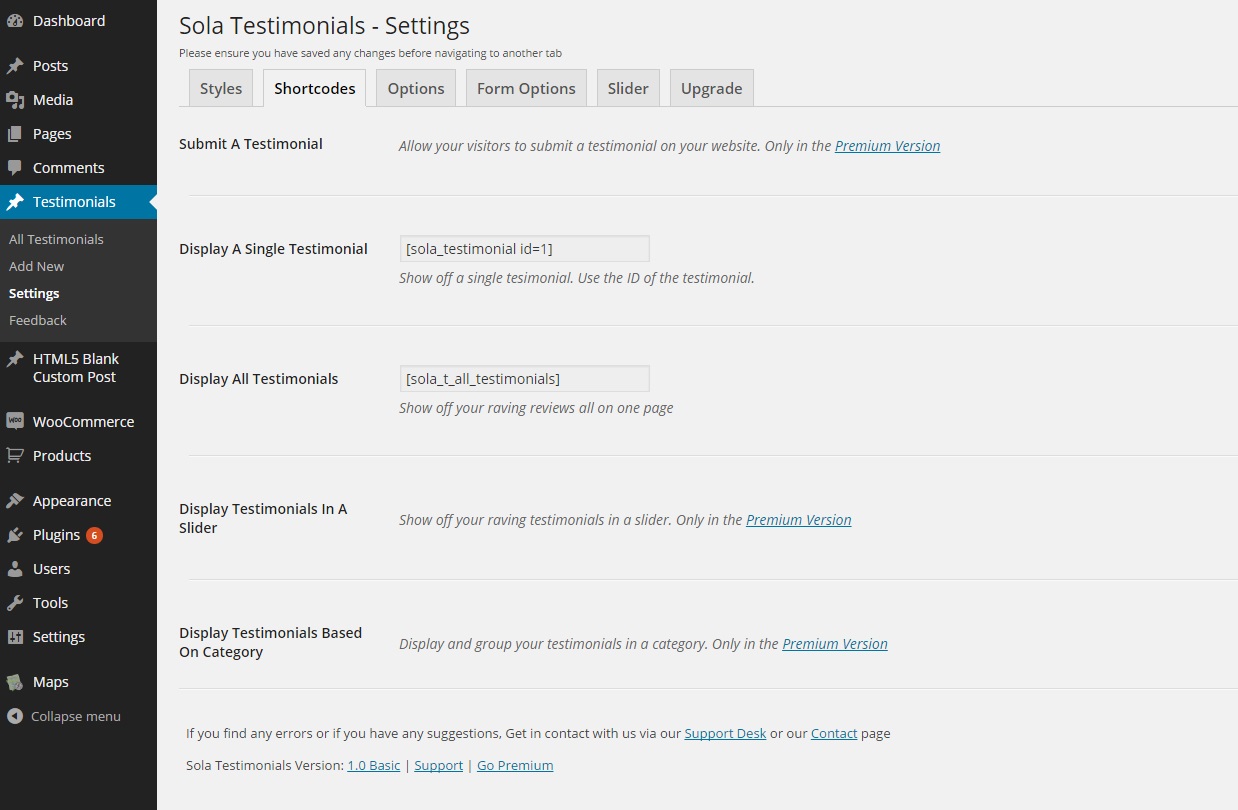 Dashboard
Posts
Media
Pages
Comments
Testimonials
All Testimonials
Add New
Settings
Feedback
HTML5 Blank
Custom Post
WOO
WooCommerce
Products
Appearance
Plugins 6
Users
Tools
Settings
Maps
Collapse menu
Sola Testimonials - Settings
Please ensure you have saved any changes before navigating to another tab
Styles Shortcodes Options Form Options Slider Upgrade
Submit A Testimonial
Allow your visitors to submit a testimonial on your website. Only in the Premium Version
Display A Single Testimonial
[sola_testimonial id=1]
Show off a single tesimonial. Use the ID of the testimonial.
Display All Testimonials
[sola_t_all_testimonials]
Show off your raving reviews all on one page
Display Testimonials In A
Slider
Show off your raving testimonials in a slider. Only in the Premium Version
Display Testimonials Based
On Category
Display and group your testimonials in a category. Only in the Premium Version
If you find any errors or if you have any suggestions, Get in contact with us via our Support Desk or our Contact page
Sola Testimonials Version: 1.0 Basic | Support | Go Premium